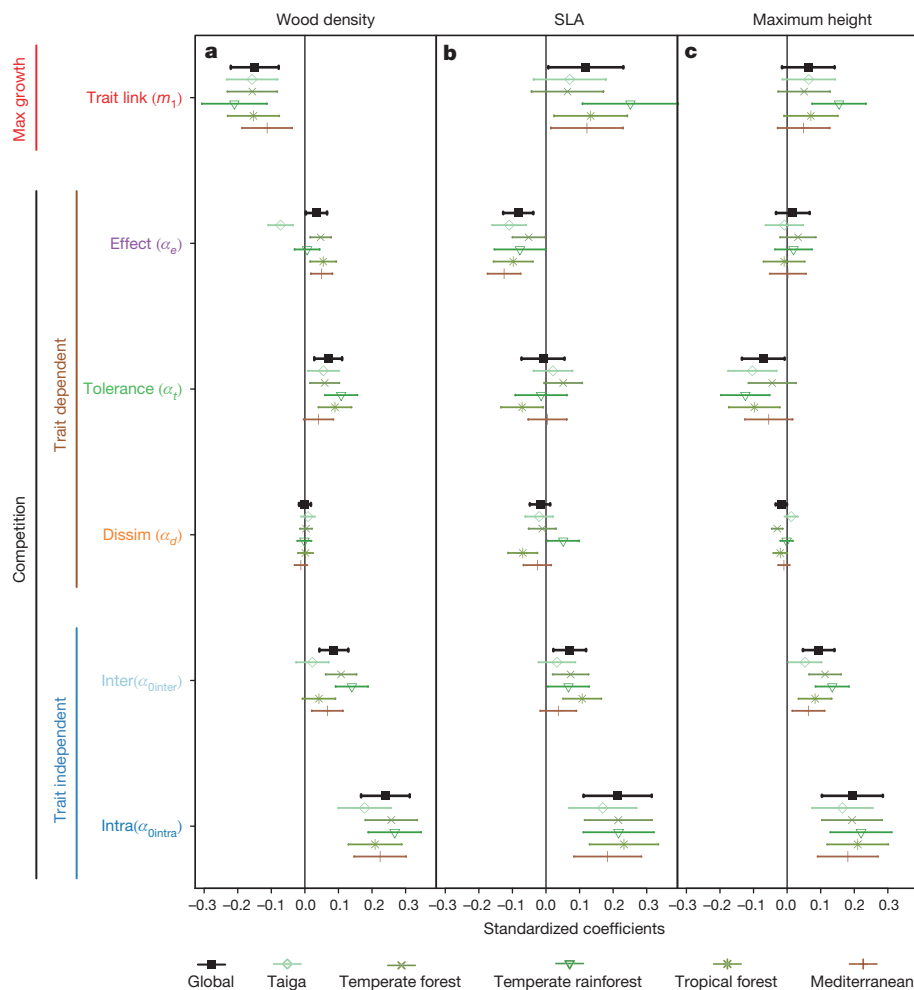 Wood density SLA Maximum height
a b c
Max growth
Trait link (m1)
Competition
Trait dependent
Effect (αe)
Tolerance (αt)
Dissim (αd)
Trait independent
Inter(α0inter)
Intra(α0intra)
−0.3 −0.2 −0.1 0 0.1 0.2 0.3 −0.3 −0.2 −0.1 0 0.1 0.2 0.3 −0.3 −0.2 −0.1 0 0.1 0.2 0.3
Standardized coefficients
Global Taiga Temperate forest Temperate rainforest Tropical forest Mediterranean